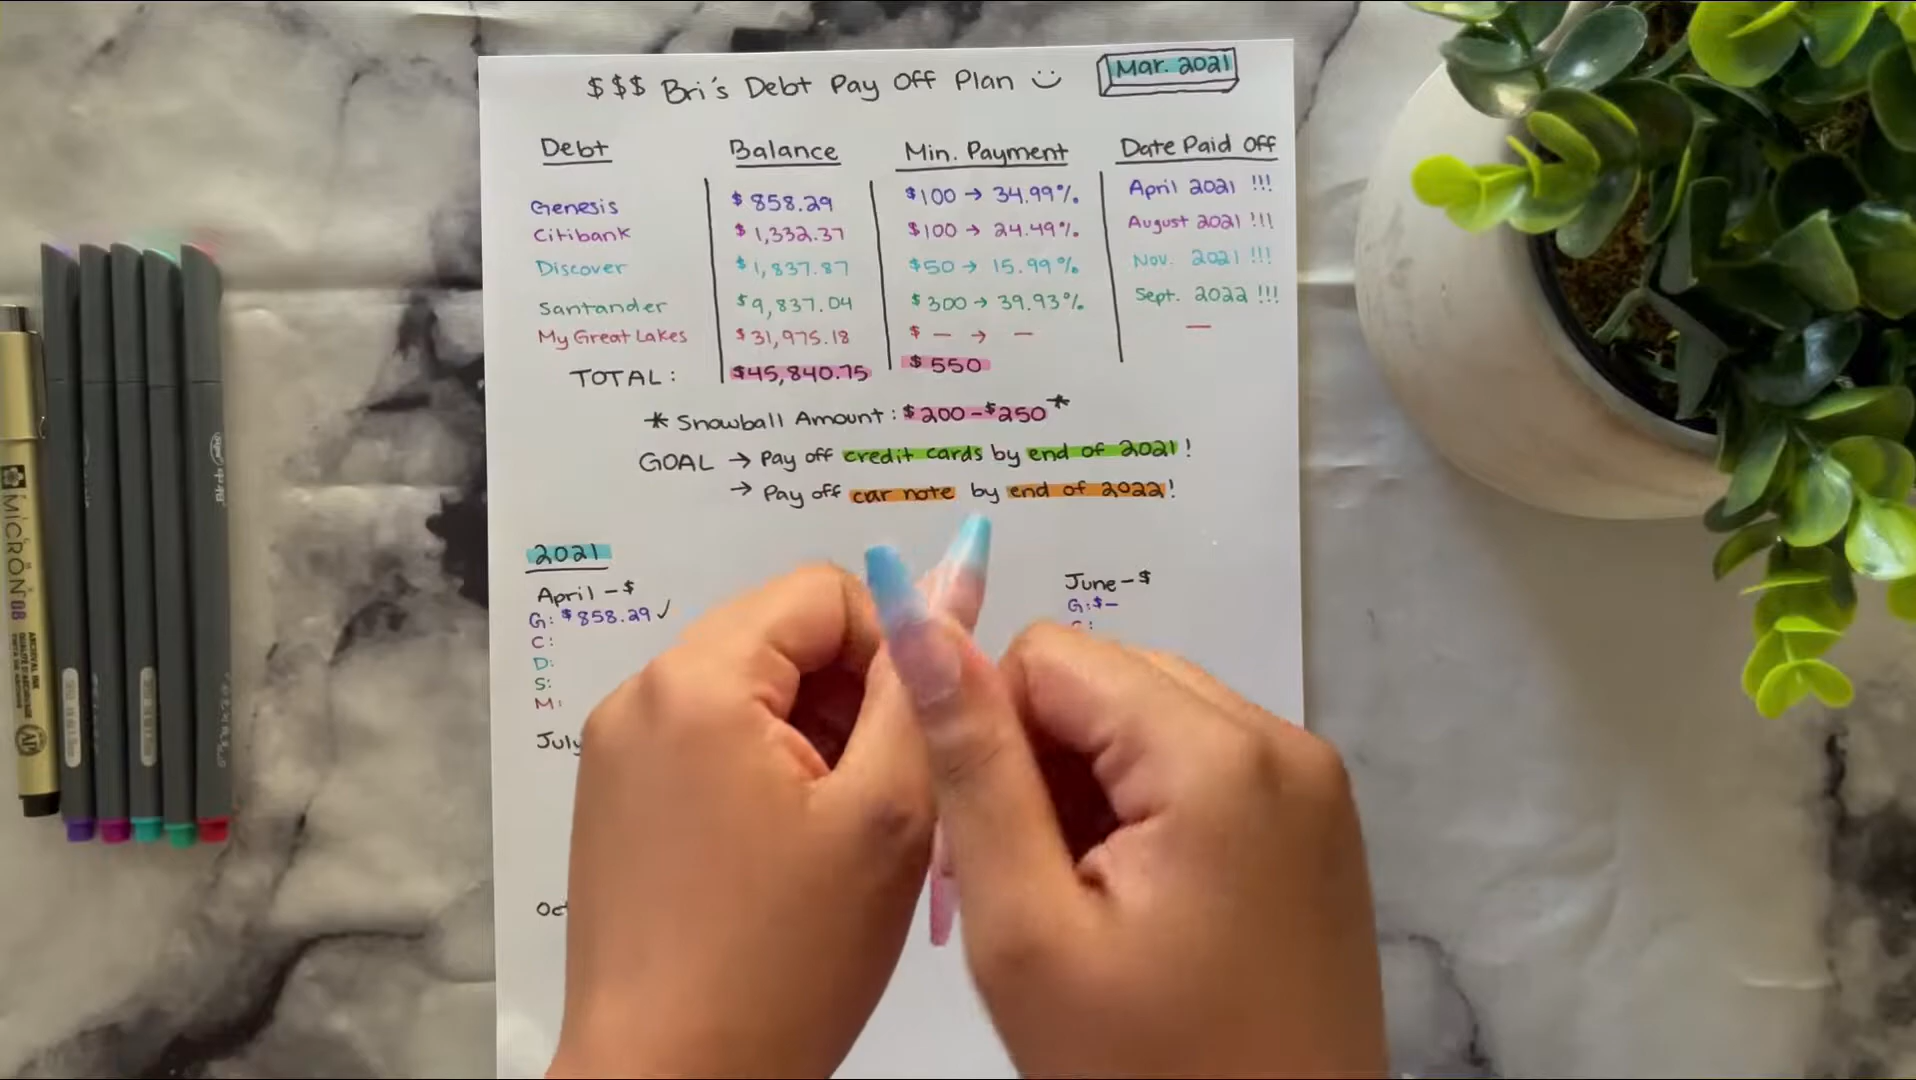 $$$ Bri's Debt Pay Off Plan
Mar. 2021
Debt Balance Min. Payment Date Paid Off
Genesis $858.29 $100 → 34.99% April 2021 !!!
Citibank $1,332.37 $100 → 24.49% August 2021 !!!
Discover $1,837.87 $50 → 15.99% Nov. 2021 !!!
Santander $9,837.04 $300 → 39.93% Sept. 2022 !!!
My Great Lakes $31,975.18 $ — → — —
TOTAL: $45,840.75 $550
* Snowball Amount: $200-$250 *
GOAL → Pay off credit cards by end of 2021!
→ Pay off car note by end of 2022!
2021
April - $
G: $858.29 ✓
C:
D:
S:
M:
July
Oct
June - $
G: $-
MICRON 08
ARCHIVAL INK